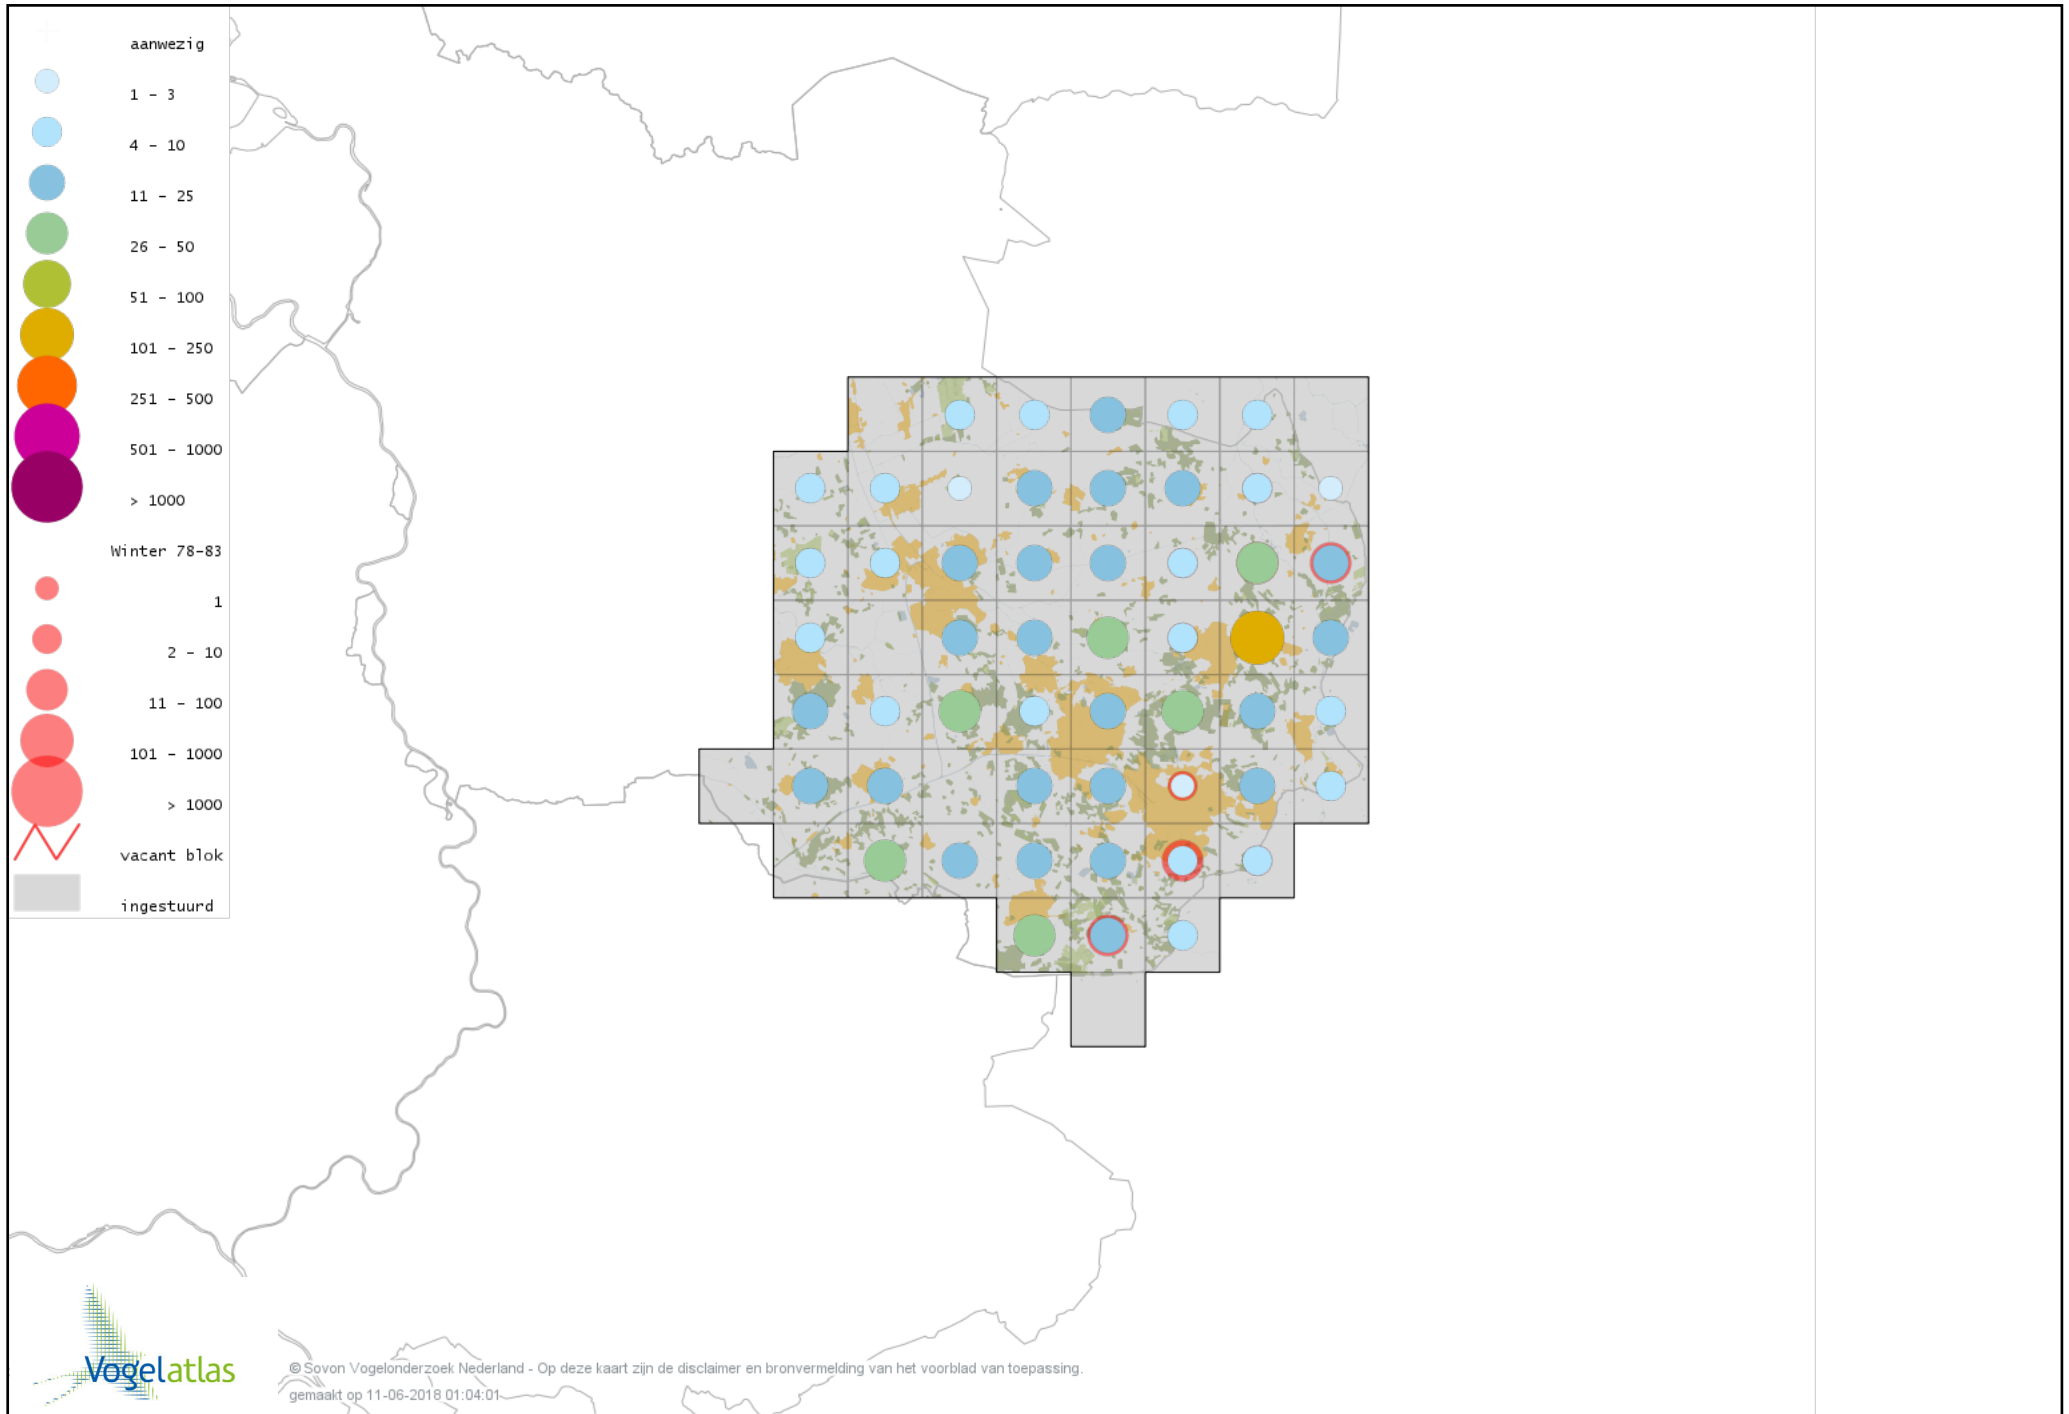 aanwezig
1 - 3
4 - 10
11 - 25
26 - 50
51 - 100
101 - 250
251 - 500
501 - 1000
> 1000
Winter 78-83
1
2 - 10
11 - 100
101 - 1000
> 1000
vacant blok
ingestuurd
Vogelatlas
© Sovon Vogelonderzoek Nederland - Op deze kaart zijn de disclaimer en bronvermelding van het voorblad van toepassing.
gemaakt op 11-06-2018 01:04:01